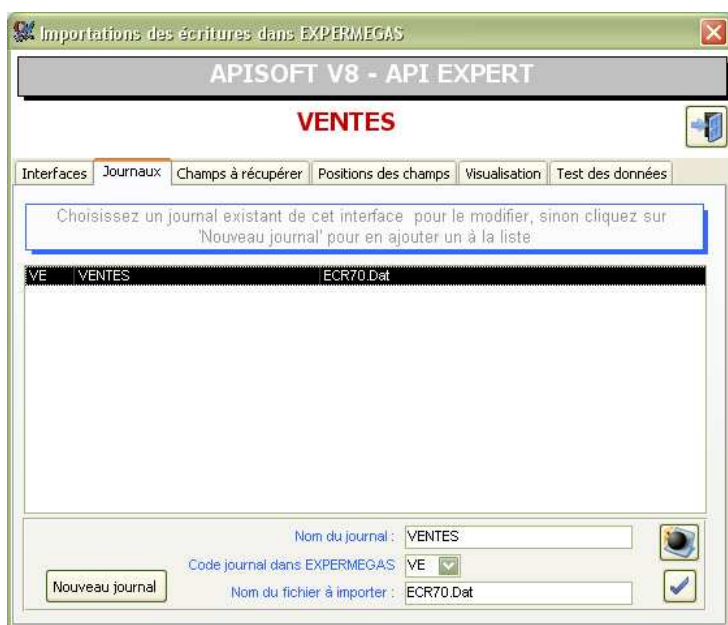 Importations des écritures dans EXPERMEGAS
APISOFT V8 - API EXPERT
VENTES
Interfaces Journaux Champs à récupérer Positions des champs Visualisation Test des données
Choisissez un journal existant de cet interface pour le modifier, sinon cliquez sur
'Nouveau journal' pour en ajouter un à la liste
VE VENTES ECR70.Dat
Nom du journal : VENTES
Code journal dans EXPERMEGAS VE
Nouveau journal Nom du fichier à importer : ECR70.Dat